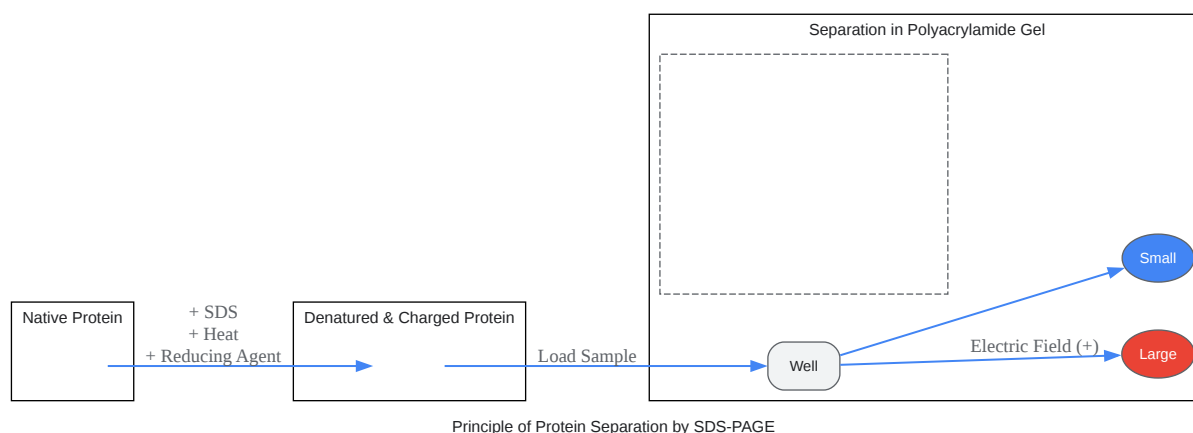 Separation in Polyacrylamide Gel
Small
Native Protein
+ SDS
+ Heat
+ Reducing Agent
Denatured & Charged Protein
Load Sample
Well
Electric Field (+)
Large
Principle of Protein Separation by SDS-PAGE